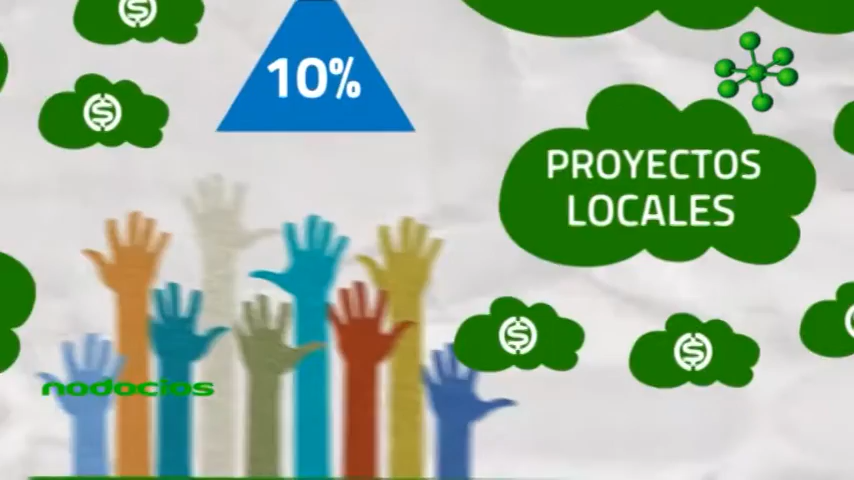 10%
PROYECTOS
LOCALES
$
$
$
$
nodocios